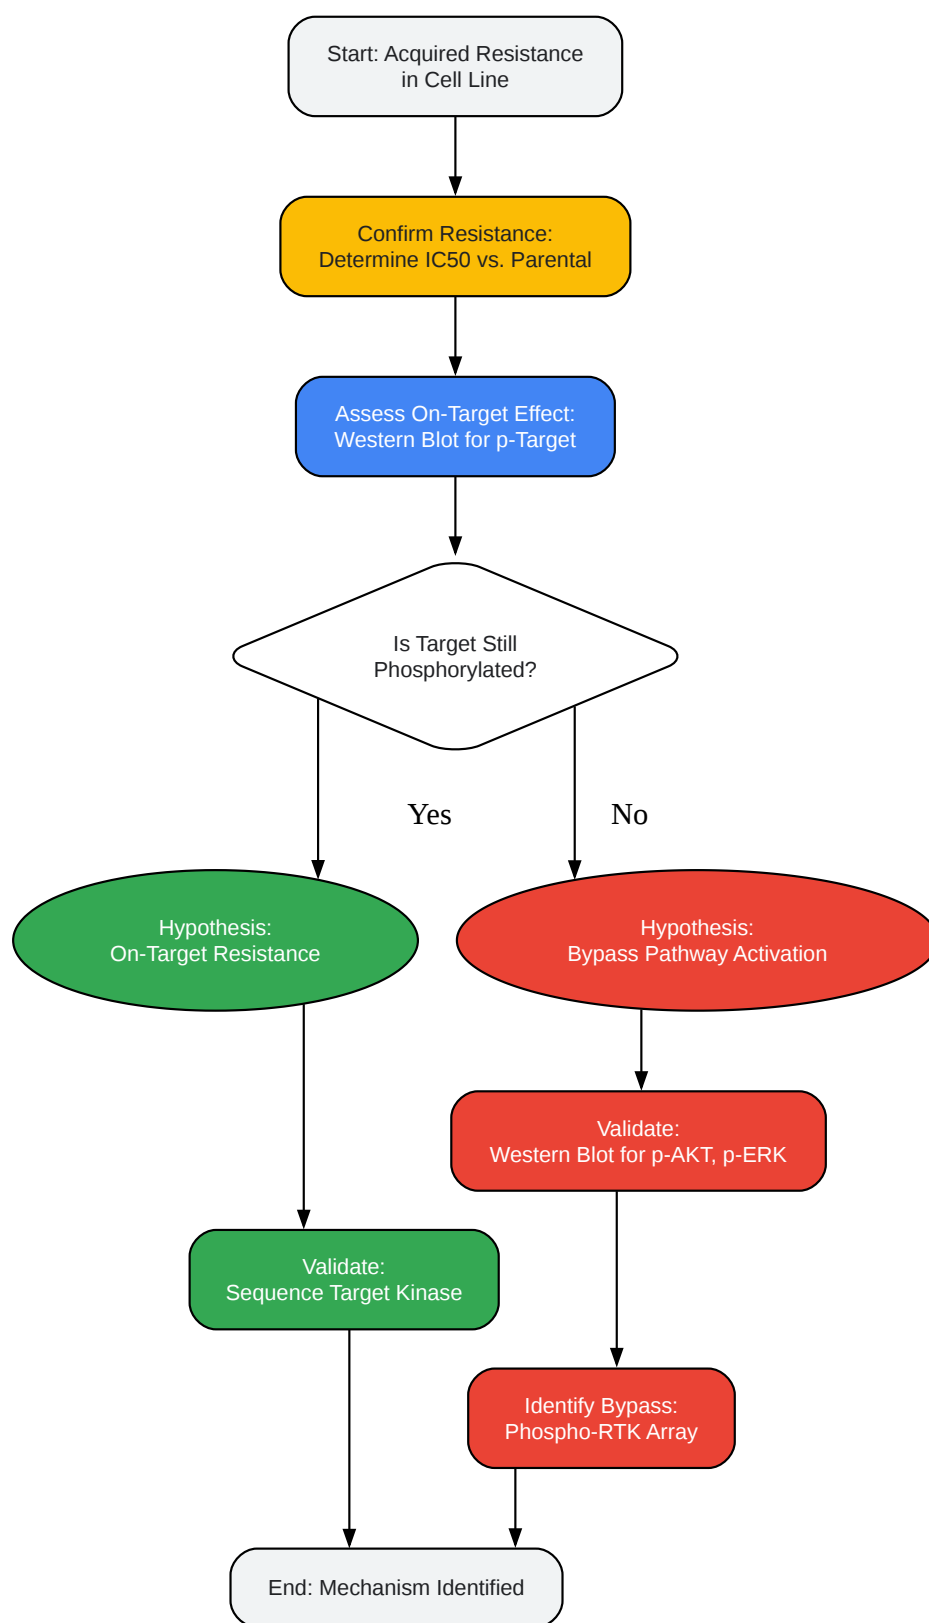 Start: Acquired Resistance
in Cell Line
Confirm Resistance:
Determine IC50 vs. Parental
Assess On-Target Effect:
Western Blot for p-Target
Is Target Still
Phosphorylated?
Yes
No
Hypothesis:
On-Target Resistance
Hypothesis:
Bypass Pathway Activation
Validate:
Western Blot for p-AKT, p-ERK
Validate:
Sequence Target Kinase
Identify Bypass:
Phospho-RTK Array
End: Mechanism Identified